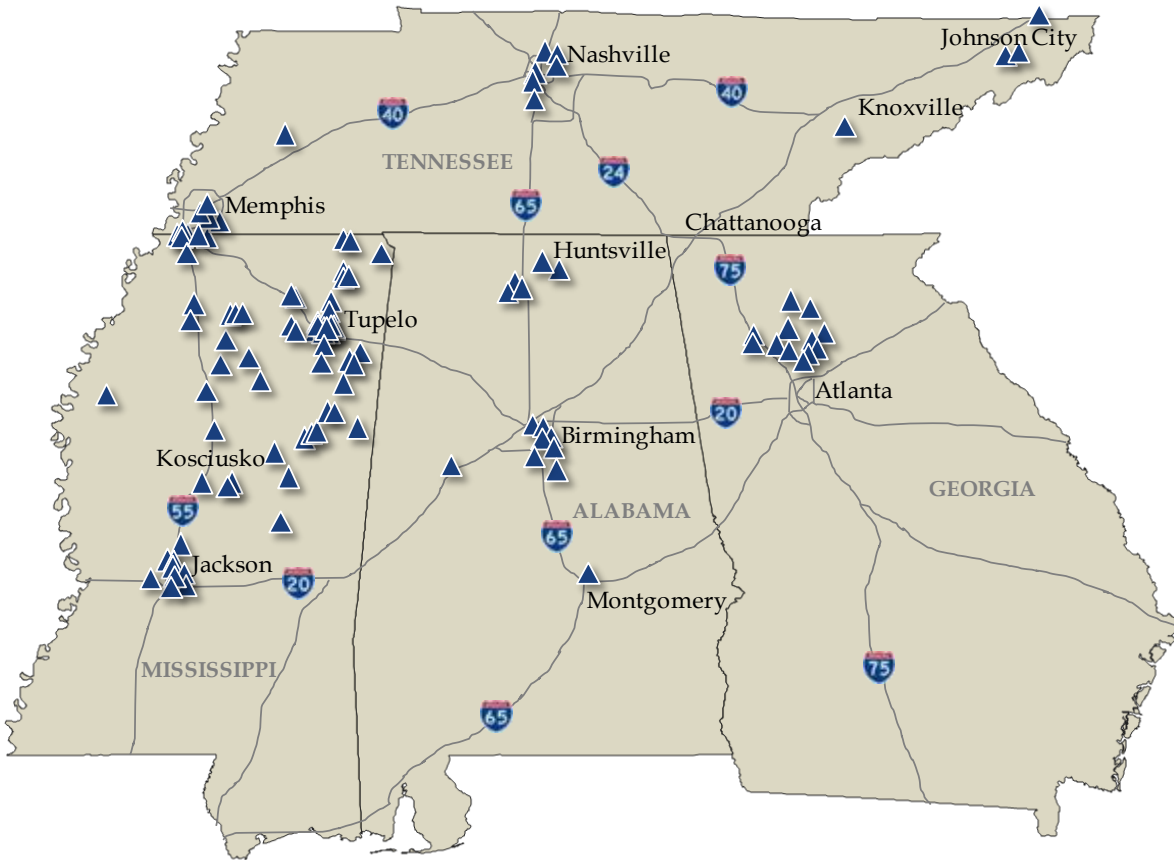 Johnson City
Nashville
40
40
Knoxville
TENNESSEE
24
65
Memphis
Chattanooga
Huntsville
75
Tupelo
Atlanta
20
Birmingham
Kosciusko
GEORGIA
55
ALABAMA
65
Jackson
20
Montgomery
MISSISSIPPI
75
65